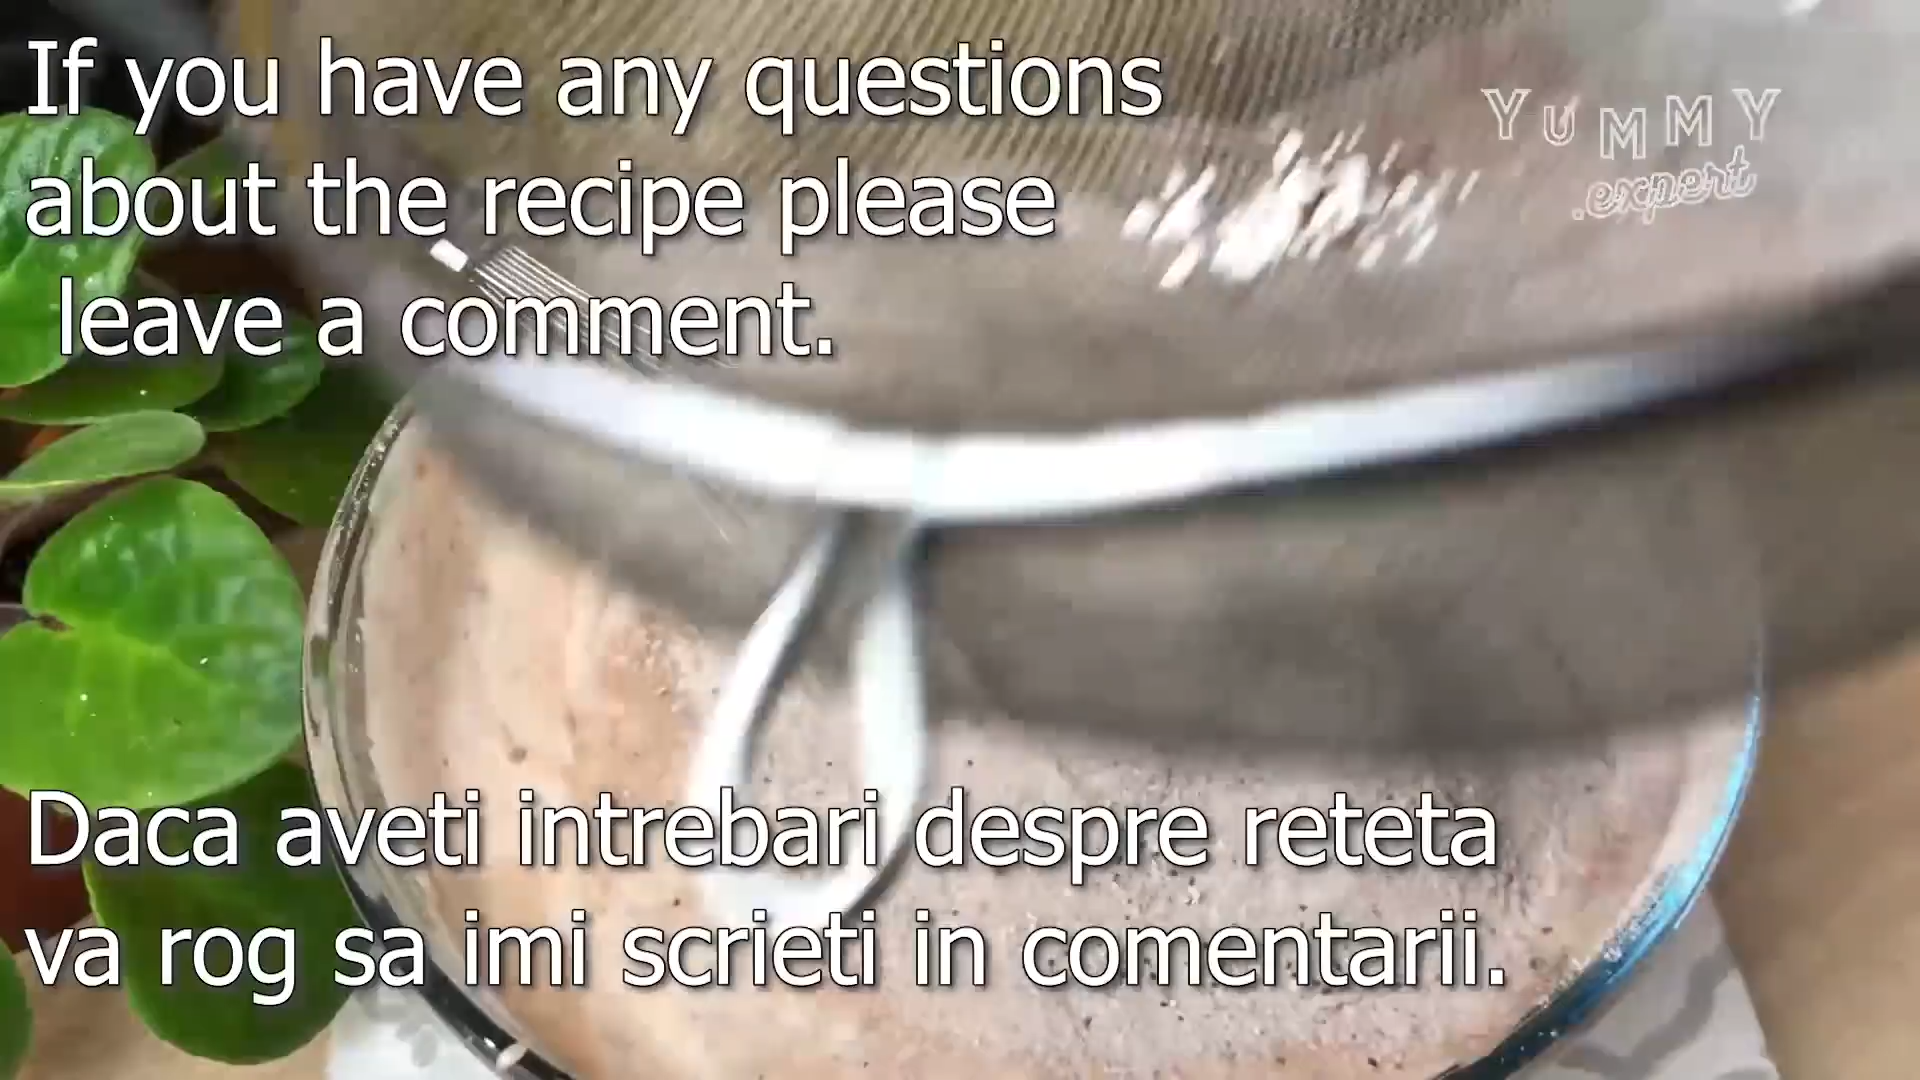 If you have any questions
about the recipe please
leave a comment.
YUMMY
.expert
Daca aveti intrebari despre reteta
va rog sa imi scrieti in comentarii.